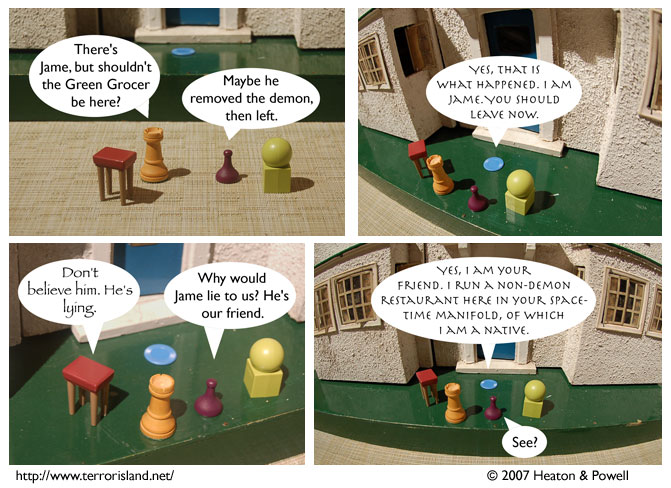 There's
Jame, but shouldn't
the Green Grocer
be here?
Maybe he
removed the demon,
then left.
Yes, that is
what happened. I am
Jame. You should
leave now.
Don't
believe him. He's
lying.
Why would
Jame lie to us? He's
our friend.
Yes, I am your
friend. I run a non-demon
restaurant here in your space-
time manifold, of which
I am a native.
See?
http://www.terrorisland.net/
© 2007 Heaton & Powell